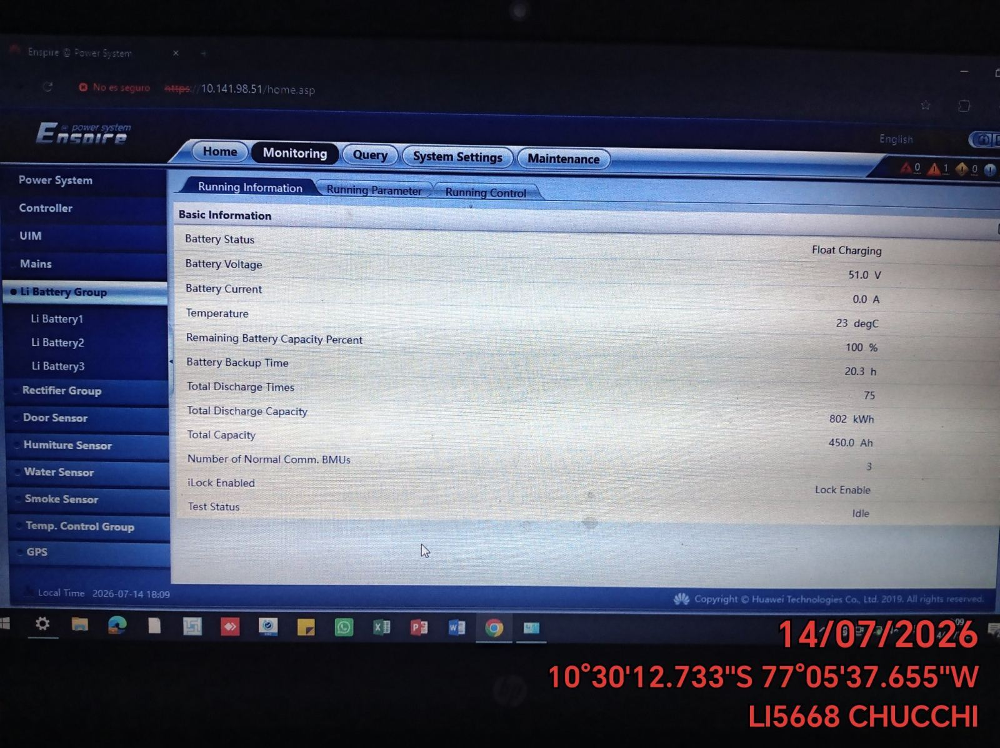 Enspire @ Power System
No es seguro https://10.141.98.51/home.asp
Enspire @ power system
English
Home Monitoring Query System Settings Maintenance
0 1 0
Running Information Running Parameter Running Control
Power System
Controller
UIM
Mains
Li Battery Group
Li Battery1
Li Battery2
Li Battery3
Rectifier Group
Door Sensor
Humiture Sensor
Water Sensor
Smoke Sensor
Temp. Control Group
GPS
Basic Information
Battery Status Float Charging
Battery Voltage 51.0 V
Battery Current 0.0 A
Temperature 23 degC
Remaining Battery Capacity Percent 100 %
Battery Backup Time 20.3 h
Total Discharge Times 75
Total Discharge Capacity 802 kWh
Total Capacity 450.0 Ah
Number of Normal Comm. BMUs 3
iLock Enabled Lock Enable
Test Status Idle
Local Time 2026-07-14 18:09
Copyright © Huawei Technologies Co., Ltd. 2019. All rights reserved.
14/07/2026
10°30'12.733"S 77°05'37.655"W
LI5668 CHUCCHI